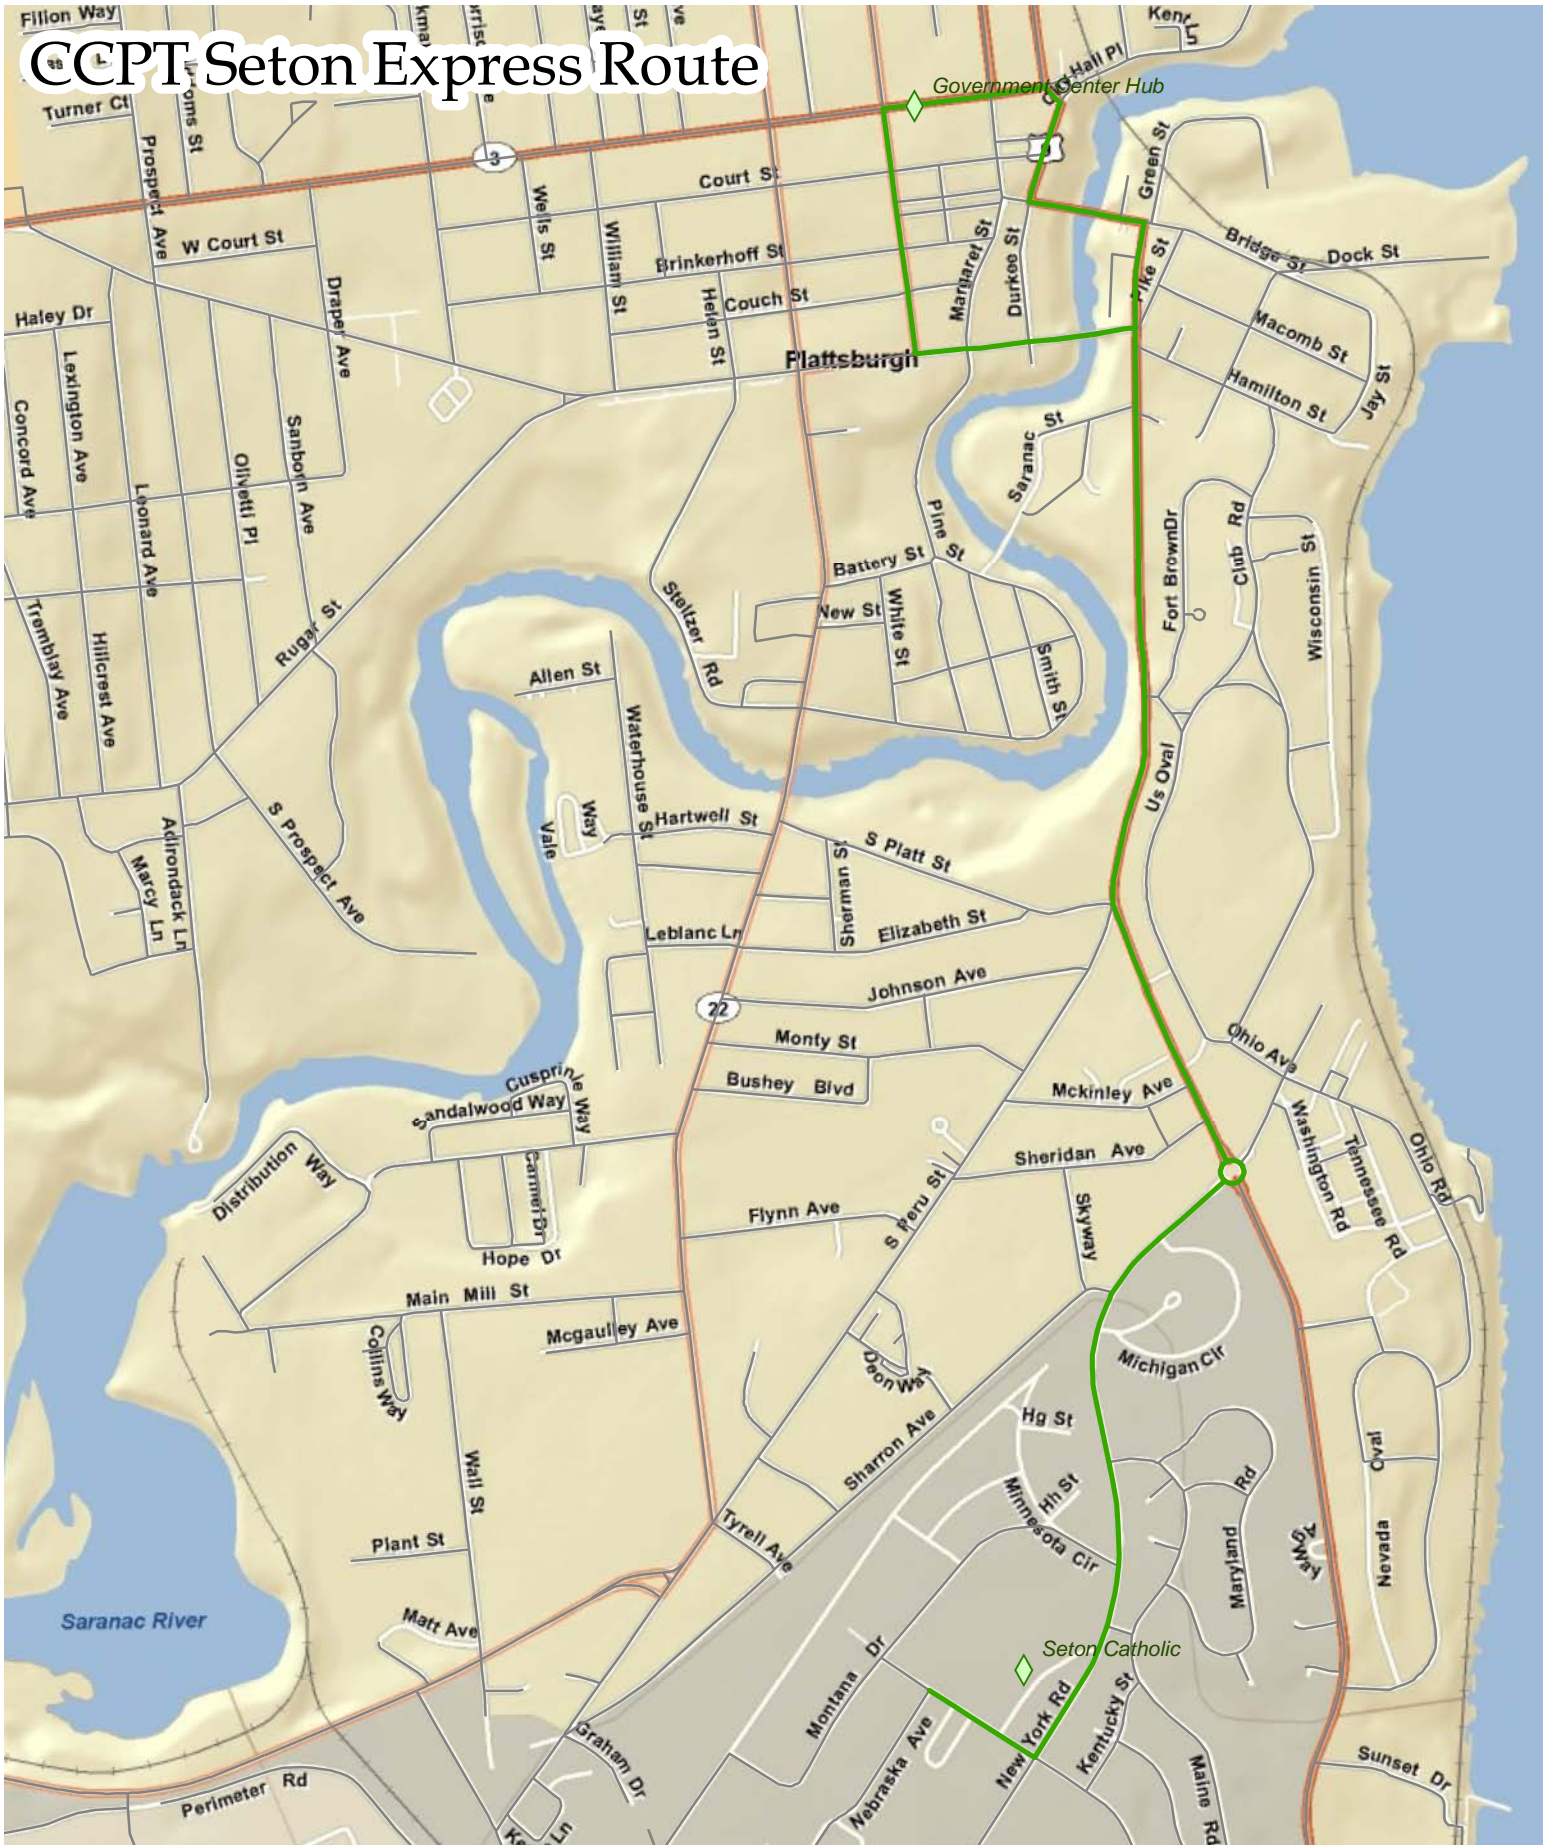 Filion Way
St
Kent Ln
CCPT Seton Express Route
City Hall Pl
Government Center Hub
Turner Ct
Prospect Ave
3
9
Green St
Court St
Wells St
William St
W Court St
Brinkerhoff St
Margaret St
Durkee St
Pike St
Bridge St
Dock St
Draper Ave
Helen St
Couch St
Haley Dr
Macomb St
Plattsburgh
Lexington Ave
Hamilton St
Jay St
Concord Ave
Sanborn Ave
Saranac St
Olivetti Pl
Leonard Ave
Pine St
Fort BrownDr
Club Rd
Wisconsin St
Battery St
Steltzer Rd
New St
White St
Tremblay Ave
Hillcrest Ave
Rugar St
Smith St
Allen St
Waterhouse St
Us Oval
S Prospect Ave
Vale Way
Hartwell St
S Platt St
Adirondack Ln
Marcy Ln
Sherman St
Leblanc Ln
Elizabeth St
Johnson Ave
22
Monty St
Ohio Ave
Bushey Blvd
Mckinley Ave
Cusprinie Way
Sandalwood Way
Washington Rd
Tennessee Rd
Ohio Rd
Distribution Way
Carmel Dr
Sheridan Ave
S Peru St
Skyway
Flynn Ave
Hope Dr
Main Mill St
Mcgaulley Ave
Collins Way
Deon Way
Michigan Cir
Hg St
Sharron Ave
Oval
Wall St
Hh St
Minnesota Cir
Maryland Rd
Ag Way
Nevada
Plant St
Tyrell Ave
Saranac River
Matt Ave
Seton Catholic
Montana Dr
New York Rd
Kentucky St
Nebraska Ave
Graham Dr
Maine Rd
Sunset Dr
Perimeter Rd
Ln